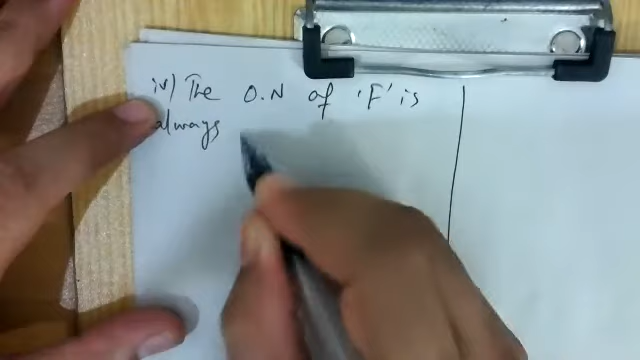 iv) The O.N of 'F' is
always